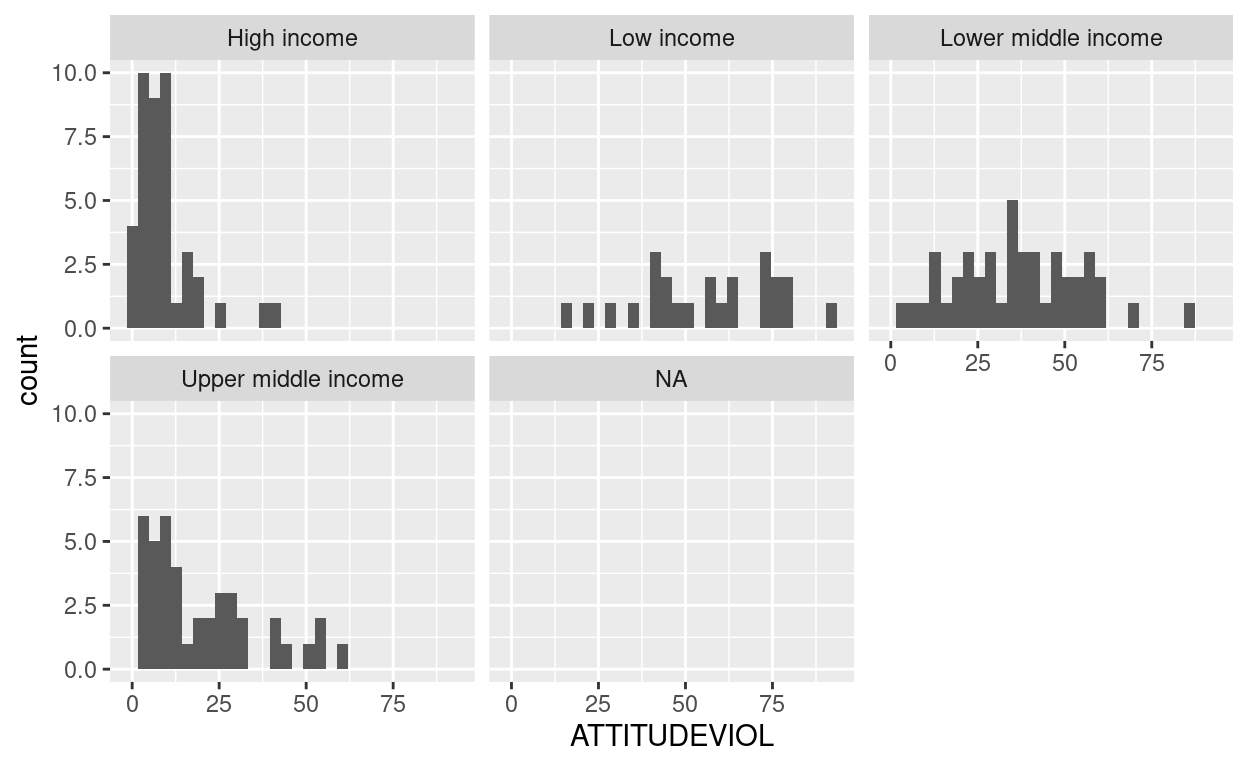 High income
Low income
Lower middle income
10.0
7.5
5.0
2.5
0.0
0 25 50 75
count
Upper middle income
NA
10.0
7.5
5.0
2.5
0.0
0 25 50 75
0 25 50 75
ATTITUDEVIOL